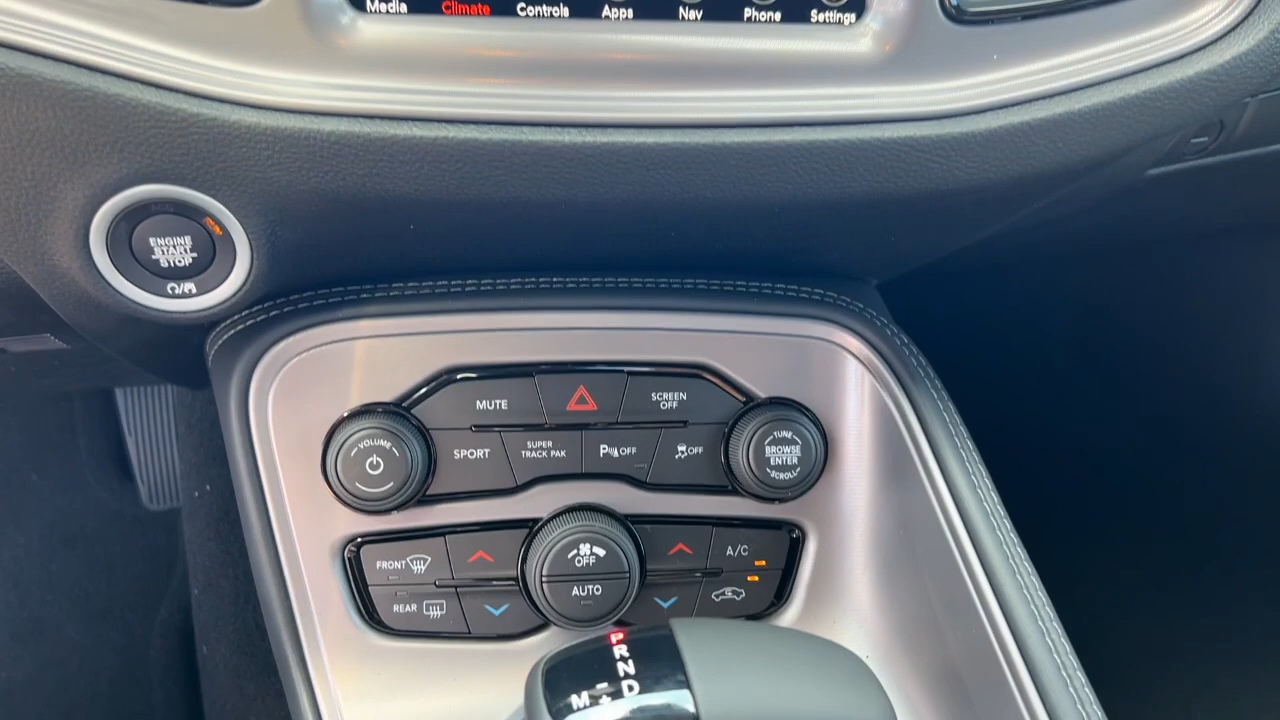 Media Climate Controls Apps Nav Phone Settings
ENGINE
START
STOP
MUTE
SCREEN
OFF
VOLUME
SPORT
SUPER
TRACK PAK
P OFF
OFF
TUNE
BROWSE
ENTER
SCROLL
FRONT
OFF
A/C
AUTO
REAR
P
R
N
D
M - +